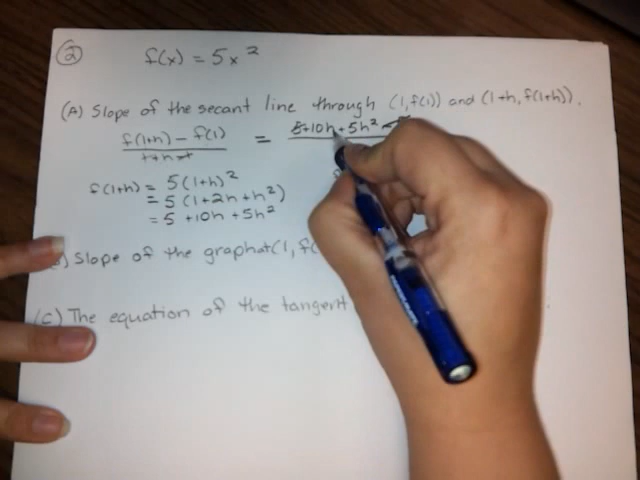 ② f(x) = 5x²
(A) Slope of the secant line through (1, f(1)) and (1+h, f(1+h)).
f(1+h) - f(1) = 5+10h+5h² -
1+h-1
f(1+h) = 5(1+h)²
= 5(1+2h+h²)
= 5 +10h +5h²
) Slope of the graph at (1, f(
(C) The equation of the tangent